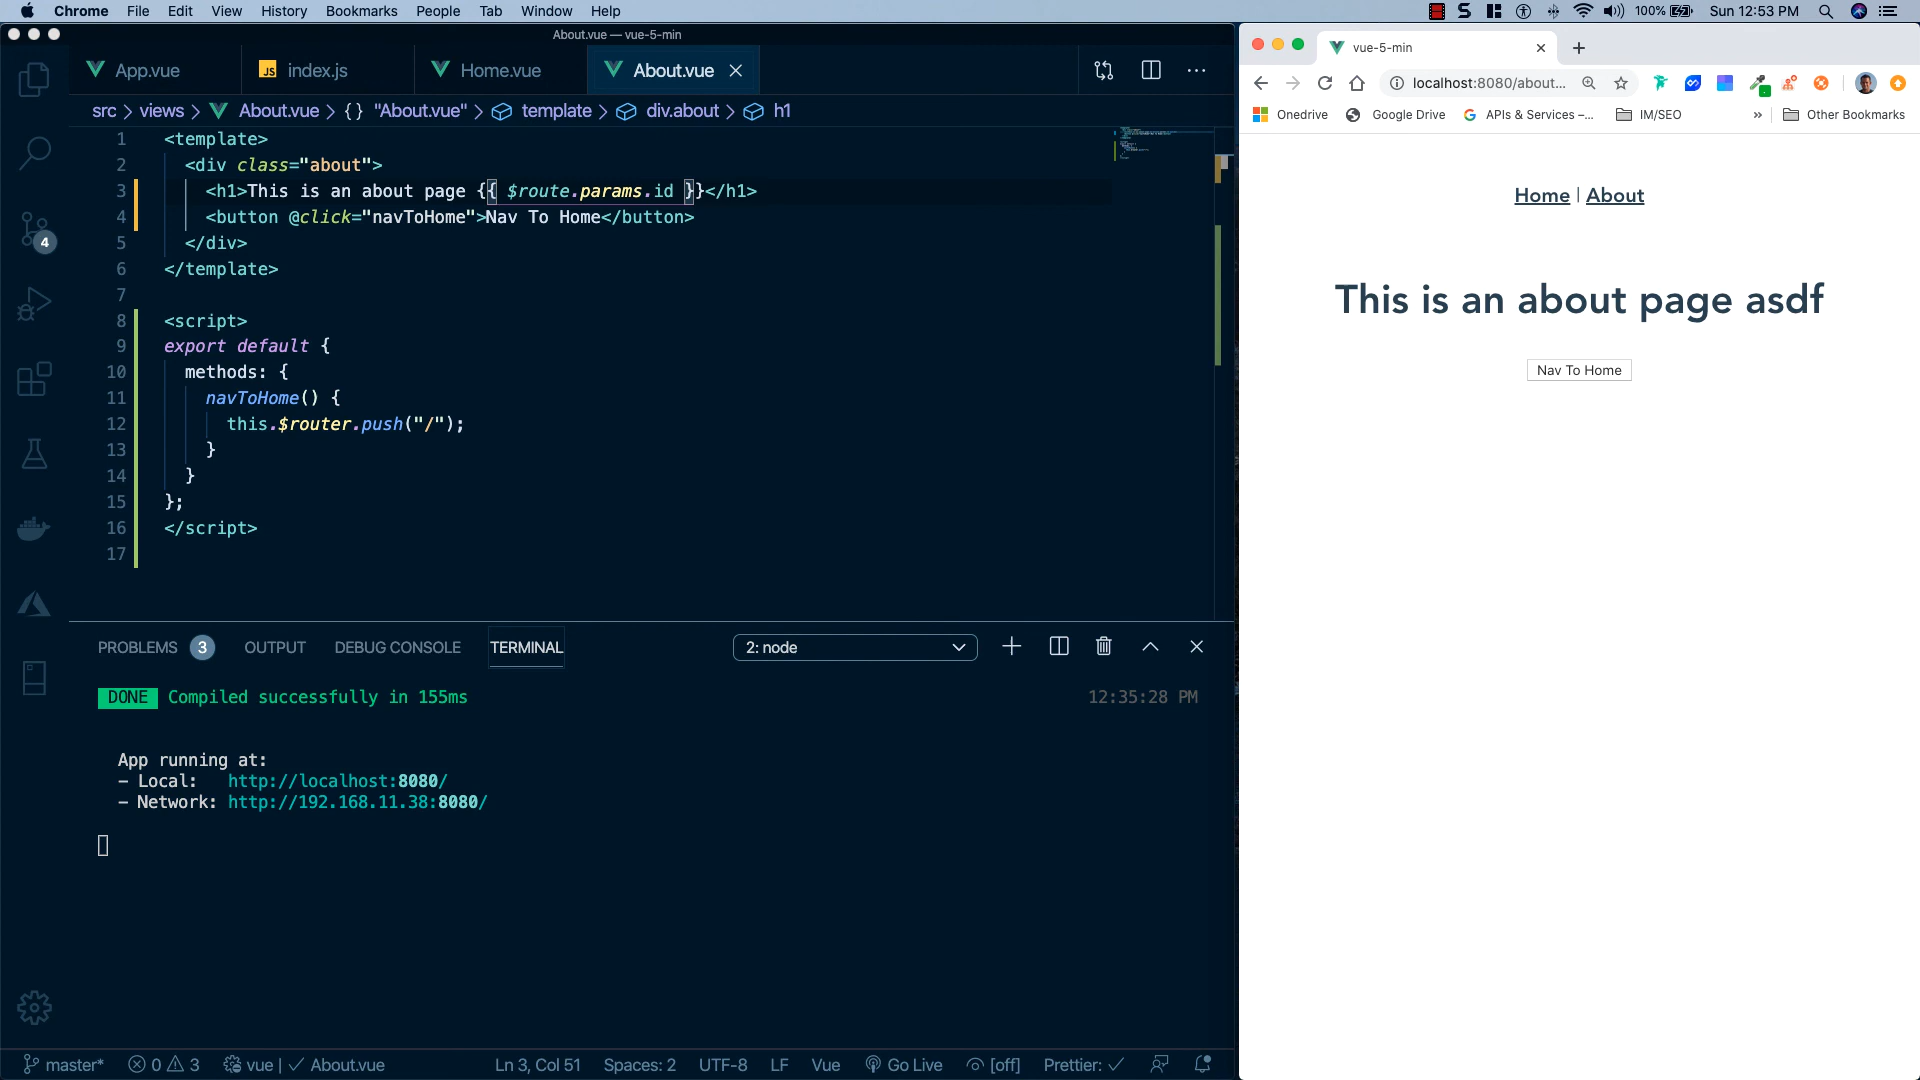 Chrome File Edit View History Bookmarks People Tab Window Help
100% Sun 12:53 PM
About.vue — vue-5-min
App.vue index.js Home.vue About.vue
src > views > About.vue > {} "About.vue" > template > div.about > h1
1 <template>
2 <div class="about">
3 <h1>This is an about page {{ $route.params.id }}</h1>
4 <button @click="navToHome">Nav To Home</button>
5 </div>
6 </template>
7
8 <script>
9 export default {
10 methods: {
11 navToHome() {
12 this.$router.push("/");
13 }
14 }
15 };
16 </script>
17
4
PROBLEMS 3 OUTPUT DEBUG CONSOLE TERMINAL 2: node
DONE Compiled successfully in 155ms 12:35:28 PM
App running at:
- Local: http://localhost:8080/
- Network: http://192.168.11.38:8080/
master* 0 3 vue | ✓ About.vue Ln 3, Col 51 Spaces: 2 UTF-8 LF Vue Go Live [off] Prettier: ✓
vue-5-min
localhost:8080/about...
Onedrive Google Drive APIs & Services –... IM/SEO » Other Bookmarks
Home | About
This is an about page asdf
Nav To Home